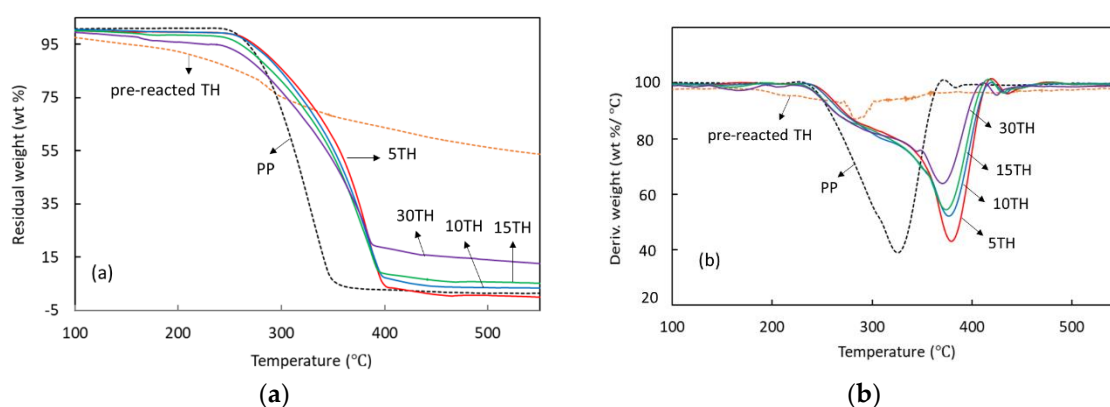 95
75
55
35
15
-5
Residual weight (wt %)
pre-reacted TH
PP
5TH
30TH
10TH
15TH
(a)
100
200
300
400
500
Temperature (℃)
(a)
100
80
60
40
20
Deriv. weight (wt %/ °C)
pre-reacted TH
PP
30TH
15TH
10TH
5TH
(b)
100
200
300
400
500
Temperature (℃)
(b)